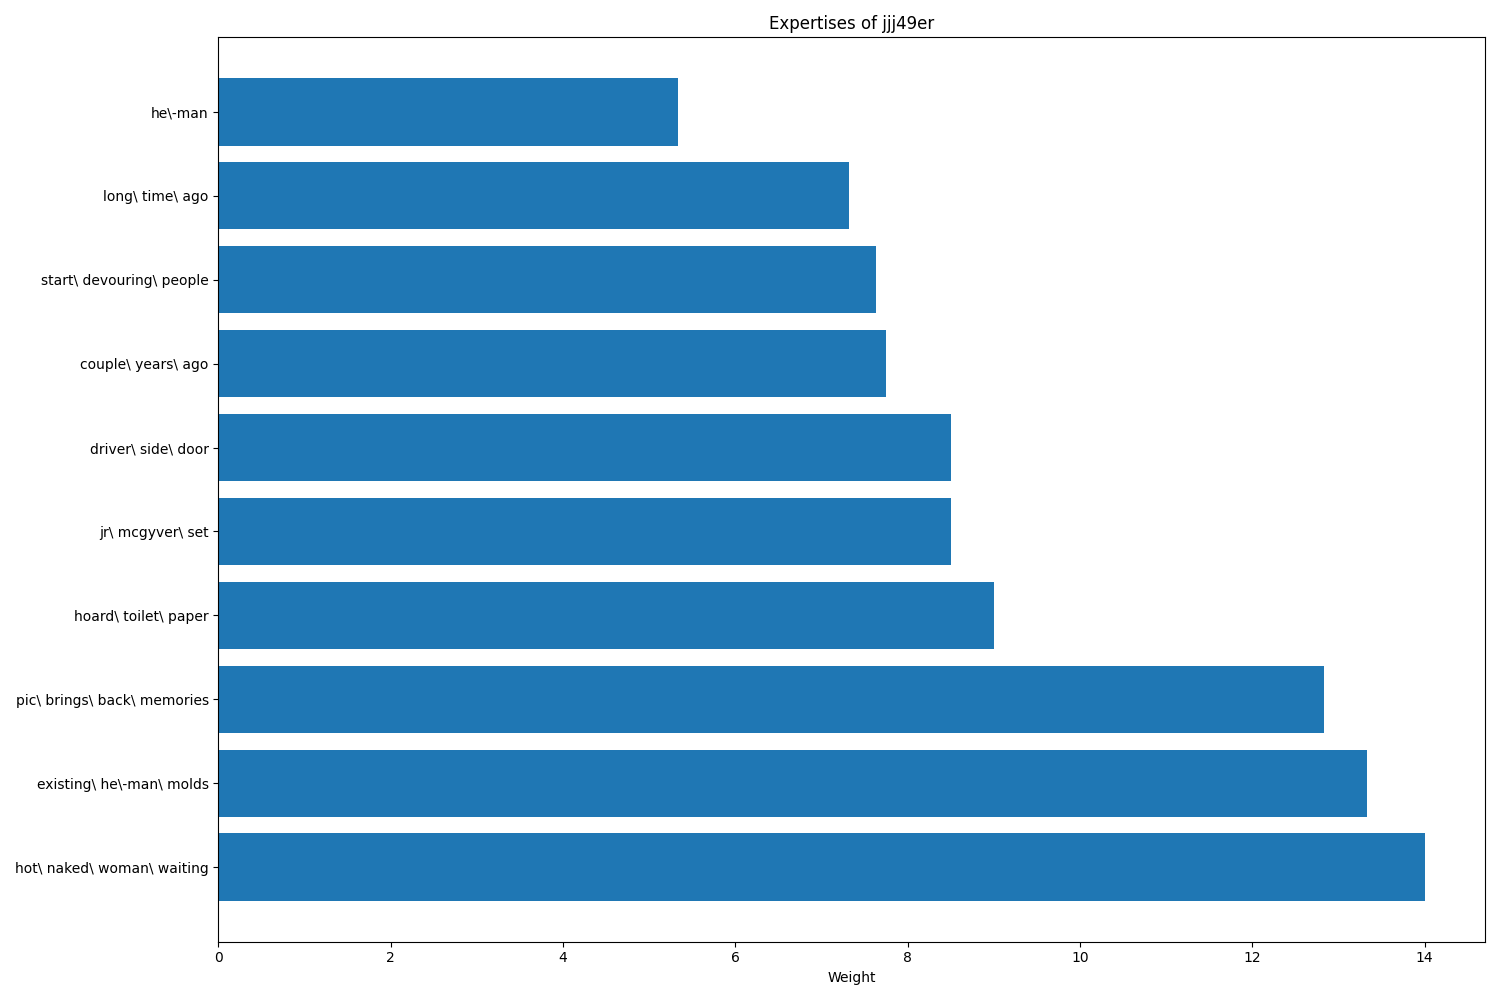 Expertises of jjj49er
he\-man
long\ time\ ago
start\ devouring\ people
couple\ years\ ago
driver\ side\ door
jr\ mcgyver\ set
hoard\ toilet\ paper
pic\ brings\ back\ memories
existing\ he\-man\ molds
hot\ naked\ woman\ waiting
0 2 4 6 8 10 12 14
Weight